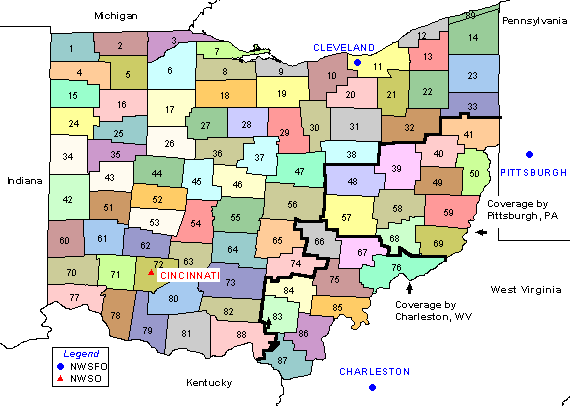 Michigan
Pennsylvania
89
1 2 3 7 12 13 14
CLEVELAND
4 5 6 8 9 10 11
15 16 17 18 19 20 21 22 23
24 25 26 27 28 29 30 31 32 33
34 35 36 37 38 39 40 41
Indiana
42 43 44 45 46 47 48 49 50
PITTSBURGH
51 52 53 54 55 56 57 58 59
Coverage by
Pittsburgh, PA
60 61 62 63 64 65 66 67 68 69
70 71 72 73 74 75 76
CINCINNATI
West Virginia
77 78 79 80 81 82 83 84 85
Coverage by
Charleston, WV
86 87 88
Legend
NWSFO
NWSO
Kentucky
CHARLESTON